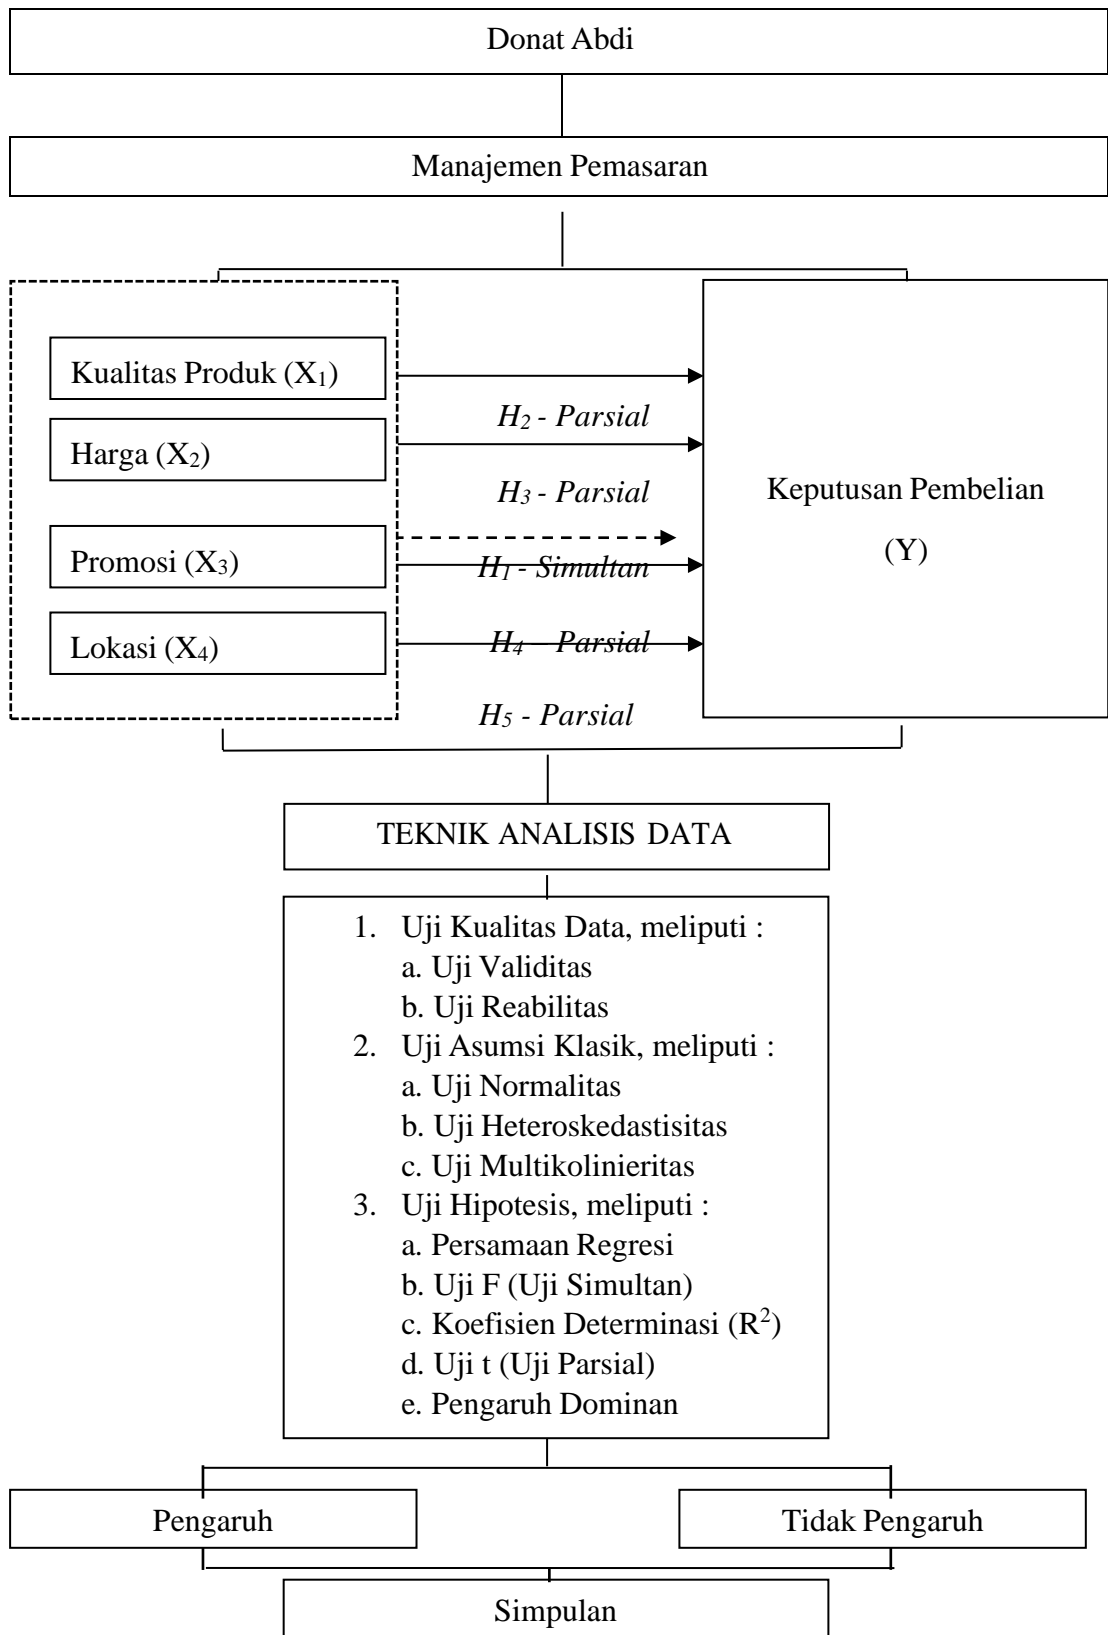 Donat Abdi
Manajemen Pemasaran
Kualitas Produk (X₁)
Harga (X₂)
Promosi (X₃)
Lokasi (X₄)
H₂ - Parsial
H₃ - Parsial
H₁ - Simultan
H₄ – Parsial
H₅ - Parsial
Keputusan Pembelian
(Y)
TEKNIK ANALISIS DATA
1. Uji Kualitas Data, meliputi :
a. Uji Validitas
b. Uji Reabilitas
2. Uji Asumsi Klasik, meliputi :
a. Uji Normalitas
b. Uji Heteroskedastisitas
c. Uji Multikolinieritas
3. Uji Hipotesis, meliputi :
a. Persamaan Regresi
b. Uji F (Uji Simultan)
c. Koefisien Determinasi (R²)
d. Uji t (Uji Parsial)
e. Pengaruh Dominan
Pengaruh
Tidak Pengaruh
Simpulan